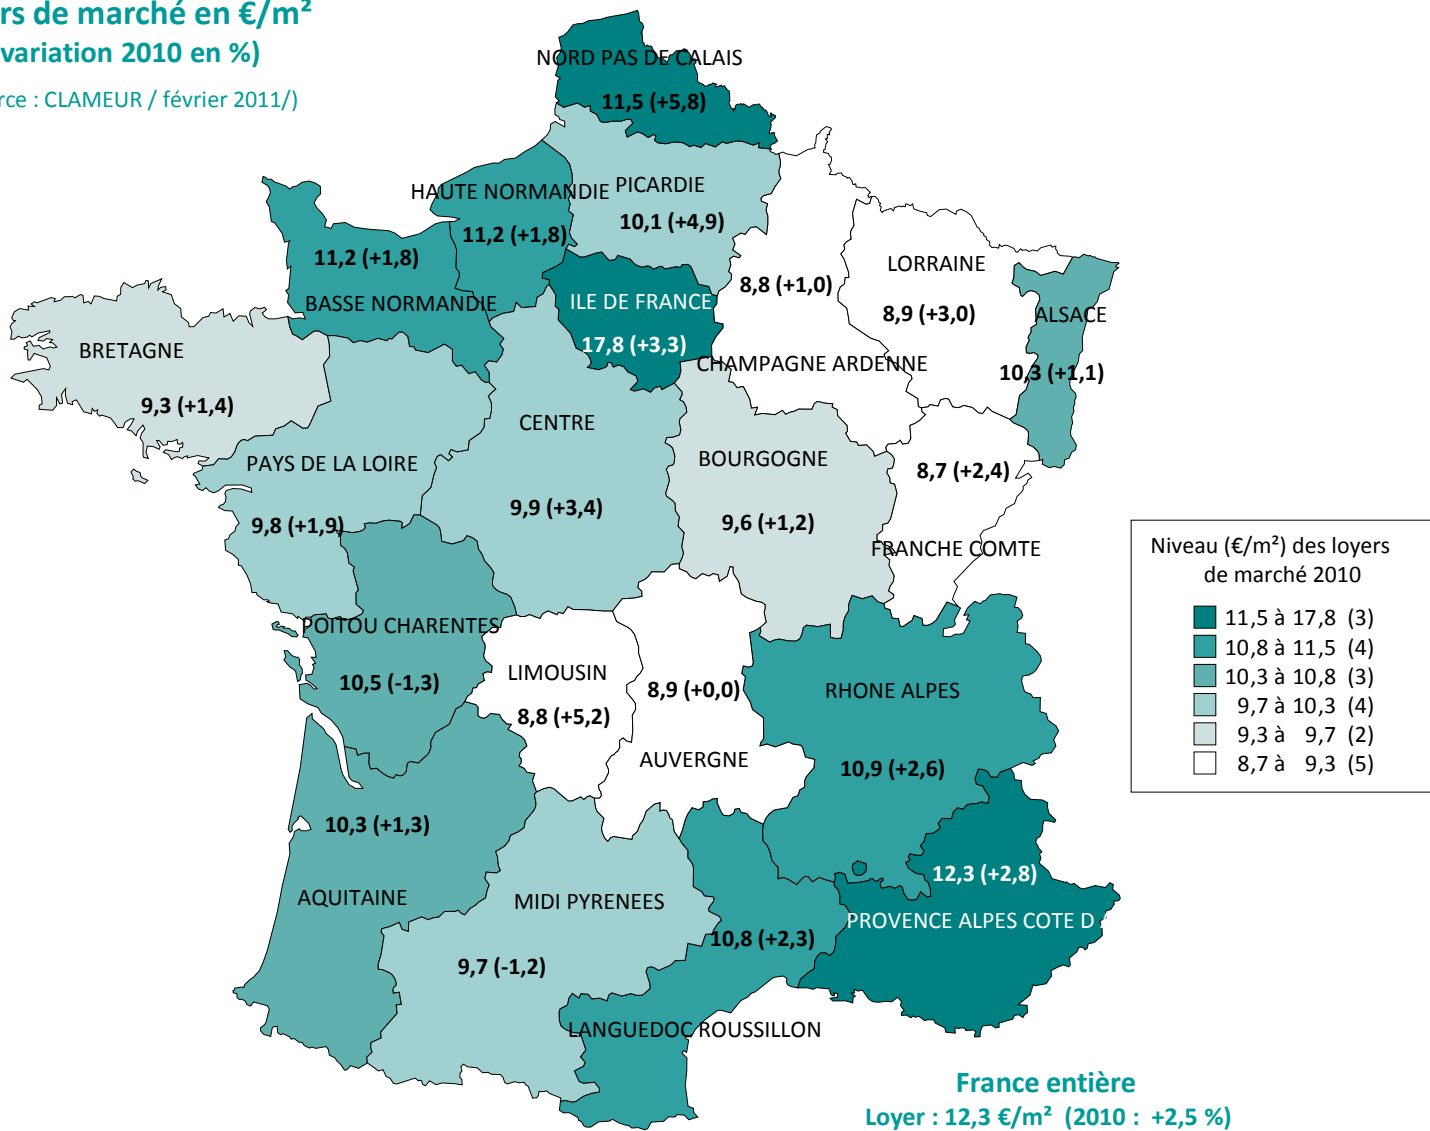 rs de marché en €/m²
variation 2010 en %)
rce : CLAMEUR / février 2011/)
NORD PAS DE CALAIS
11,5 (+5,8)
HAUTE NORMANDIE
11,2 (+1,8)
PICARDIE
10,1 (+4,9)
11,2 (+1,8)
BASSE NORMANDIE
ILE DE FRANCE
17,8 (+3,3)
8,8 (+1,0)
CHAMPAGNE ARDENNE
LORRAINE
8,9 (+3,0)
ALSACE
10,3 (+1,1)
BRETAGNE
9,3 (+1,4)
PAYS DE LA LOIRE
9,8 (+1,9)
CENTRE
9,9 (+3,4)
BOURGOGNE
9,6 (+1,2)
8,7 (+2,4)
FRANCHE COMTE
POITOU CHARENTES
10,5 (-1,3)
LIMOUSIN
8,8 (+5,2)
8,9 (+0,0)
AUVERGNE
RHONE ALPES
10,9 (+2,6)
10,3 (+1,3)
AQUITAINE
MIDI PYRENEES
9,7 (-1,2)
10,8 (+2,3)
LANGUEDOC ROUSSILLON
12,3 (+2,8)
PROVENCE ALPES COTE D
Niveau (€/m²) des loyers
de marché 2010
11,5 à 17,8 (3)
10,8 à 11,5 (4)
10,3 à 10,8 (3)
9,7 à 10,3 (4)
9,3 à 9,7 (2)
8,7 à 9,3 (5)
France entière
Loyer : 12,3 €/m² (2010 : +2,5 %)